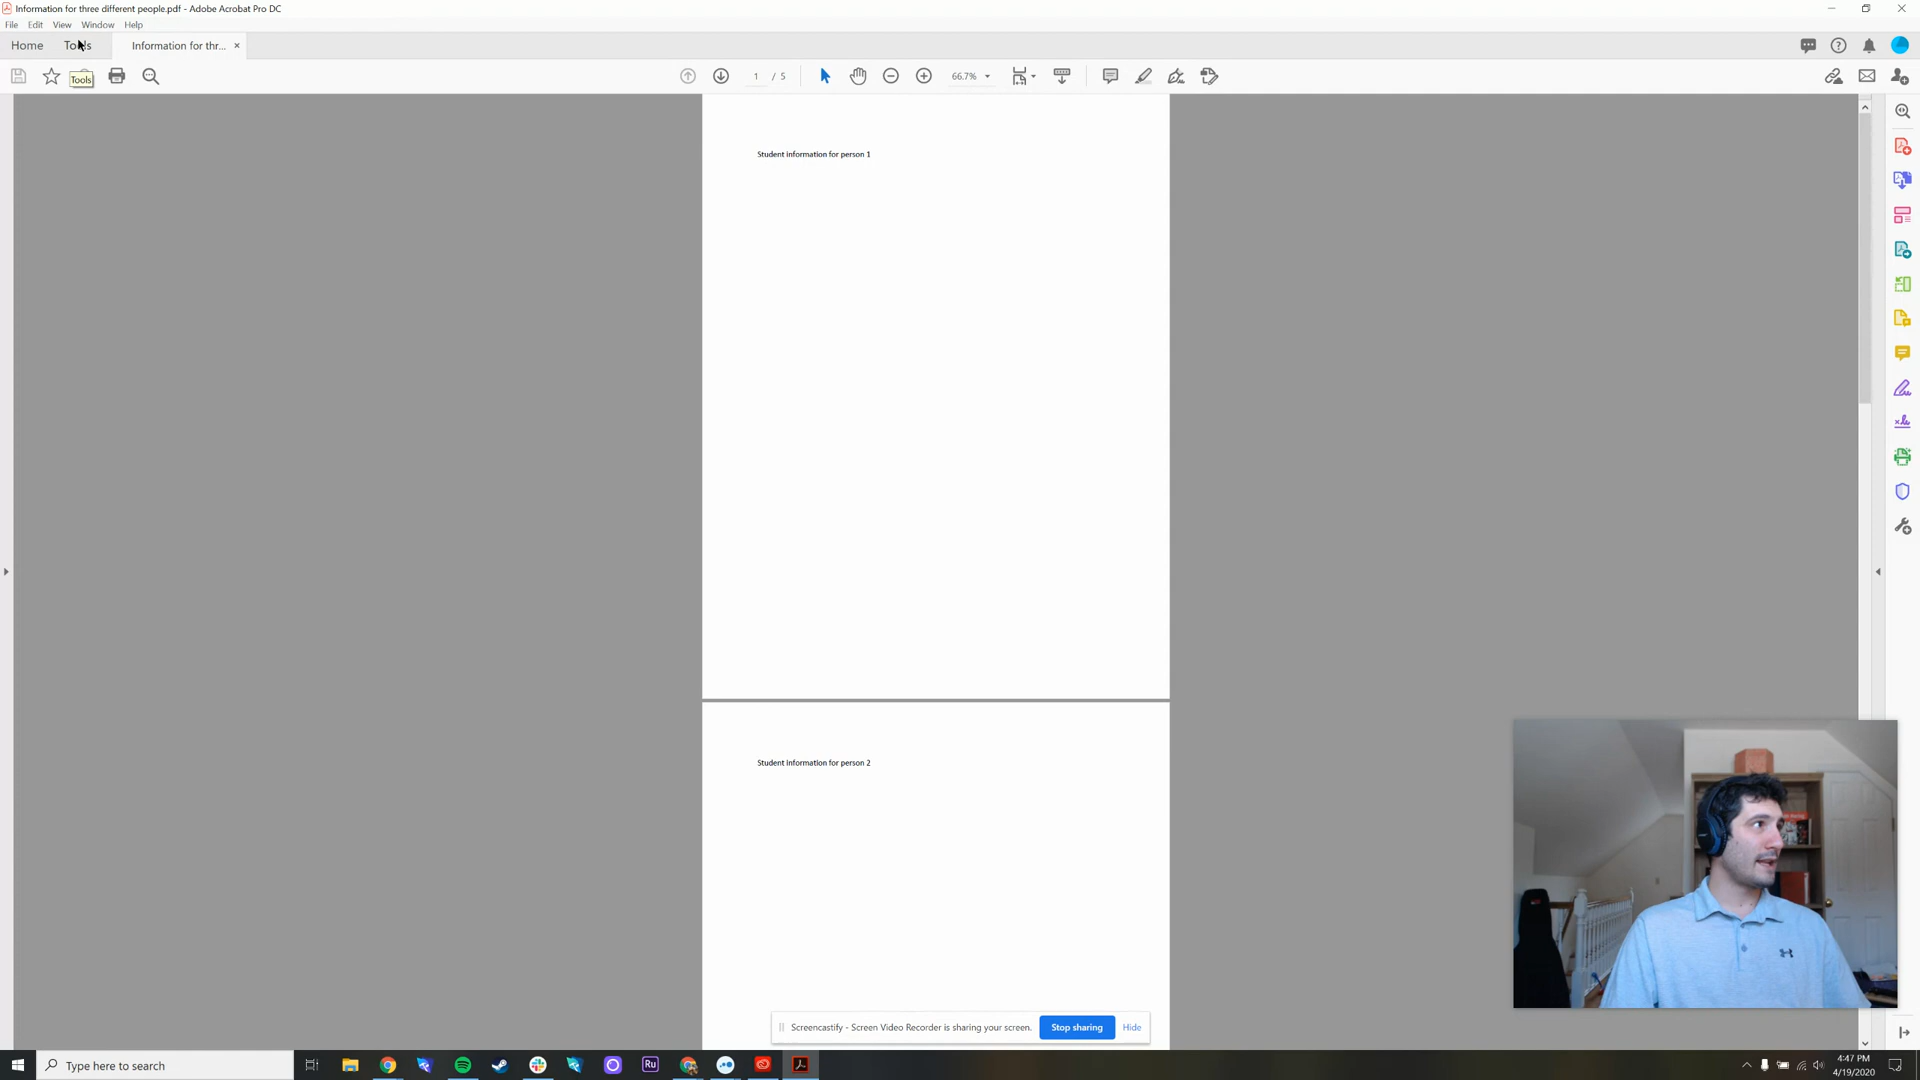 Information for three different people.pdf - Adobe Acrobat Pro DC
File Edit View Window Help
Home Tools Information for thr... ×
Tools
1 / 5
66.7%
Student information for person 1
Student information for person 2
Screencastify - Screen Video Recorder is sharing your screen. Stop sharing Hide
Type here to search
Ru
4:47 PM
4/19/2020